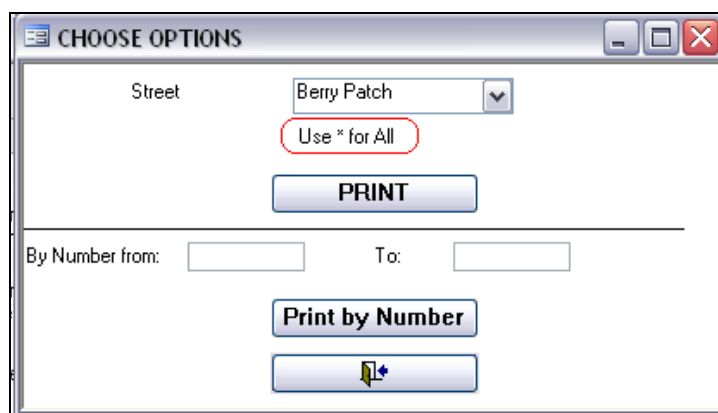 CHOOSE OPTIONS
Street Berry Patch
Use * for All
PRINT
By Number from: To:
Print by Number